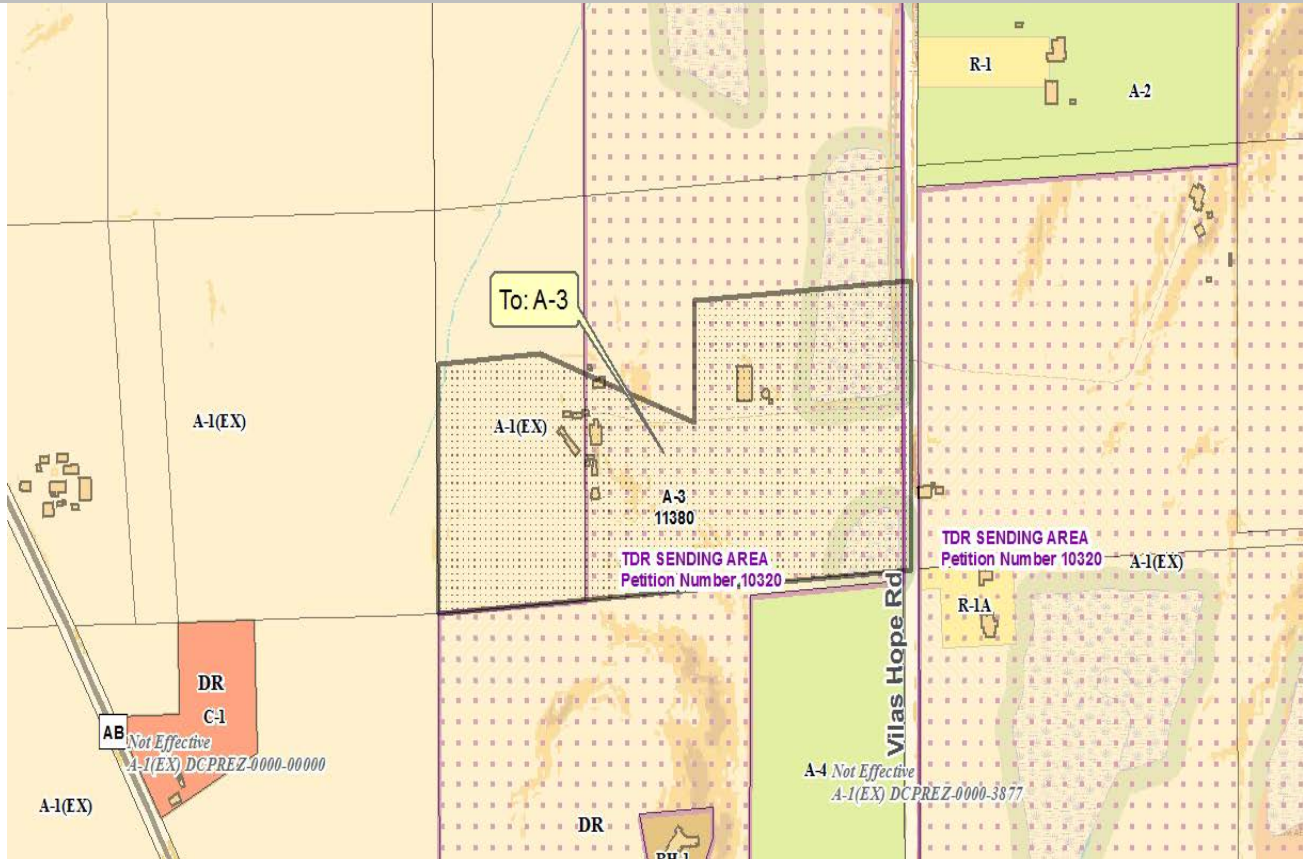 R-1
A-2
To: A-3
A-1(EX)
A-1(EX)
A-3
11380
TDR SENDING AREA
Petition Number 10320
TDR SENDING AREA
Petition Number 10320
A-1(EX)
R-1A
Vilas Hope Rd
DR
C-1
AB
Not Effective
A-1(EX) DCPREZ-0000-00000
A-4
Not Effective
A-1(EX) DCPREZ-0000-3877
A-1(EX)
DR